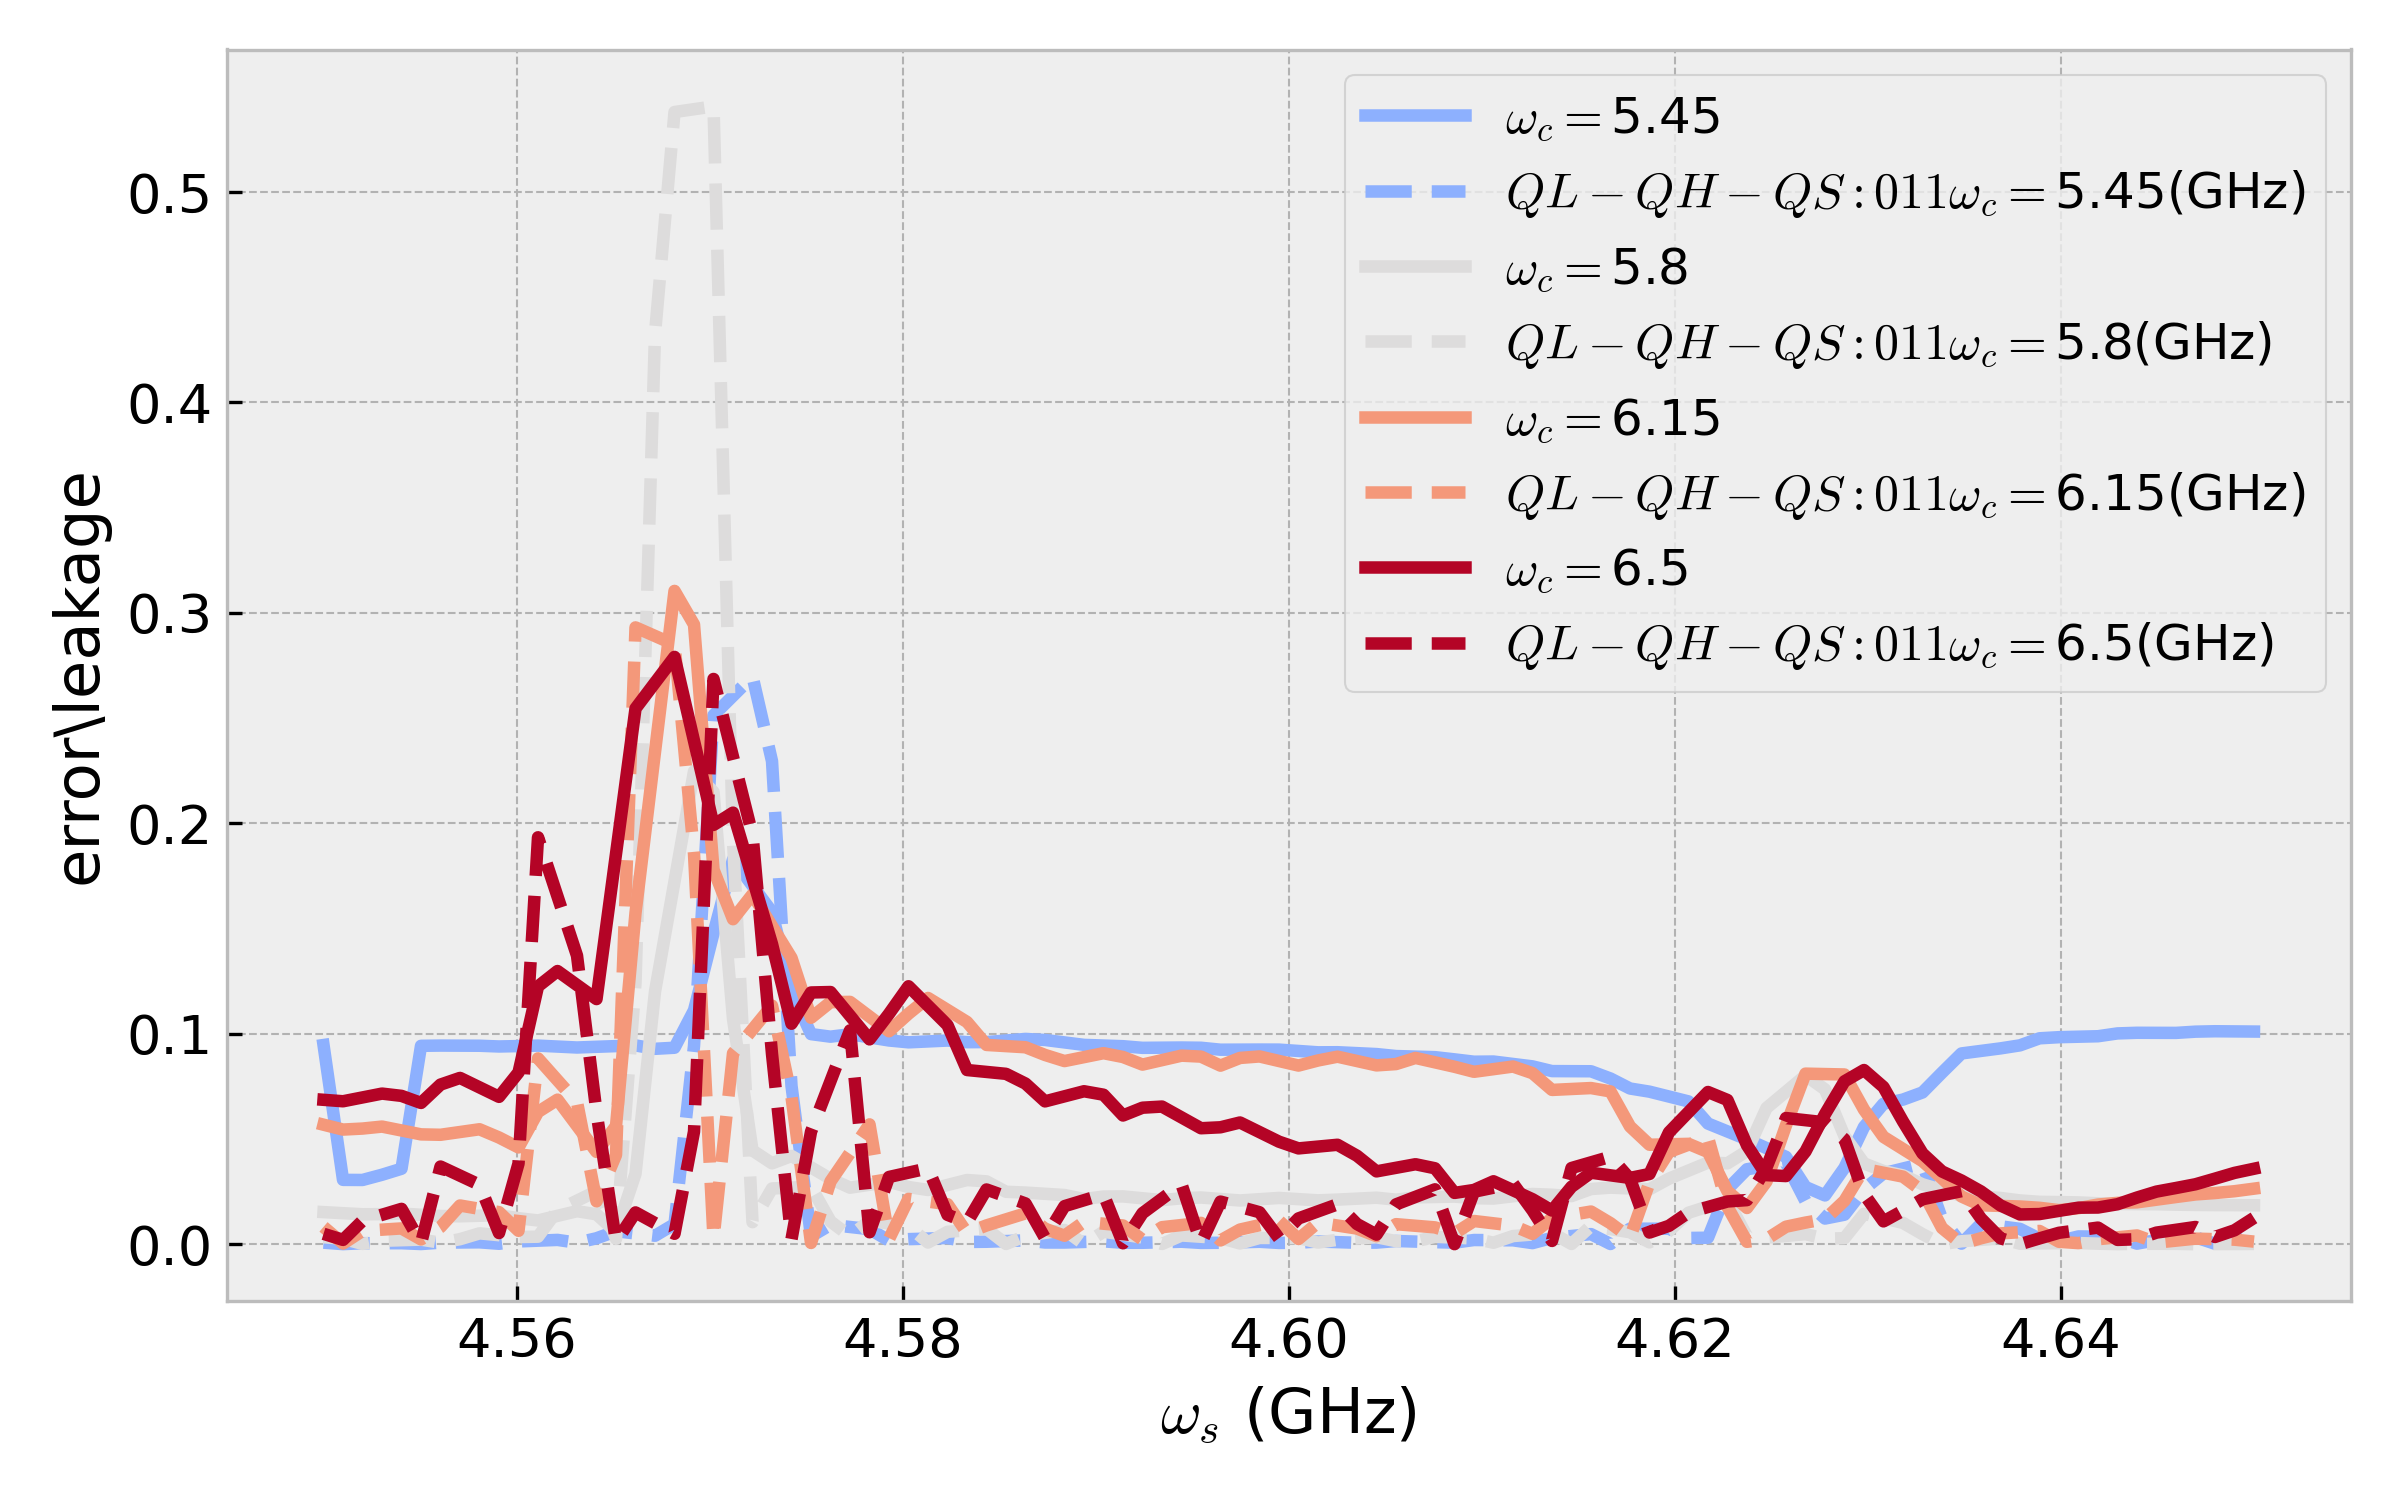 error\leakage
0.5
0.4
0.3
0.2
0.1
0.0
4.56 4.58 4.60 4.62 4.64
ω_s (GHz)
ω_c = 5.45
QL − QH − QS : 011ω_c = 5.45(GHz)
ω_c = 5.8
QL − QH − QS : 011ω_c = 5.8(GHz)
ω_c = 6.15
QL − QH − QS : 011ω_c = 6.15(GHz)
ω_c = 6.5
QL − QH − QS : 011ω_c = 6.5(GHz)